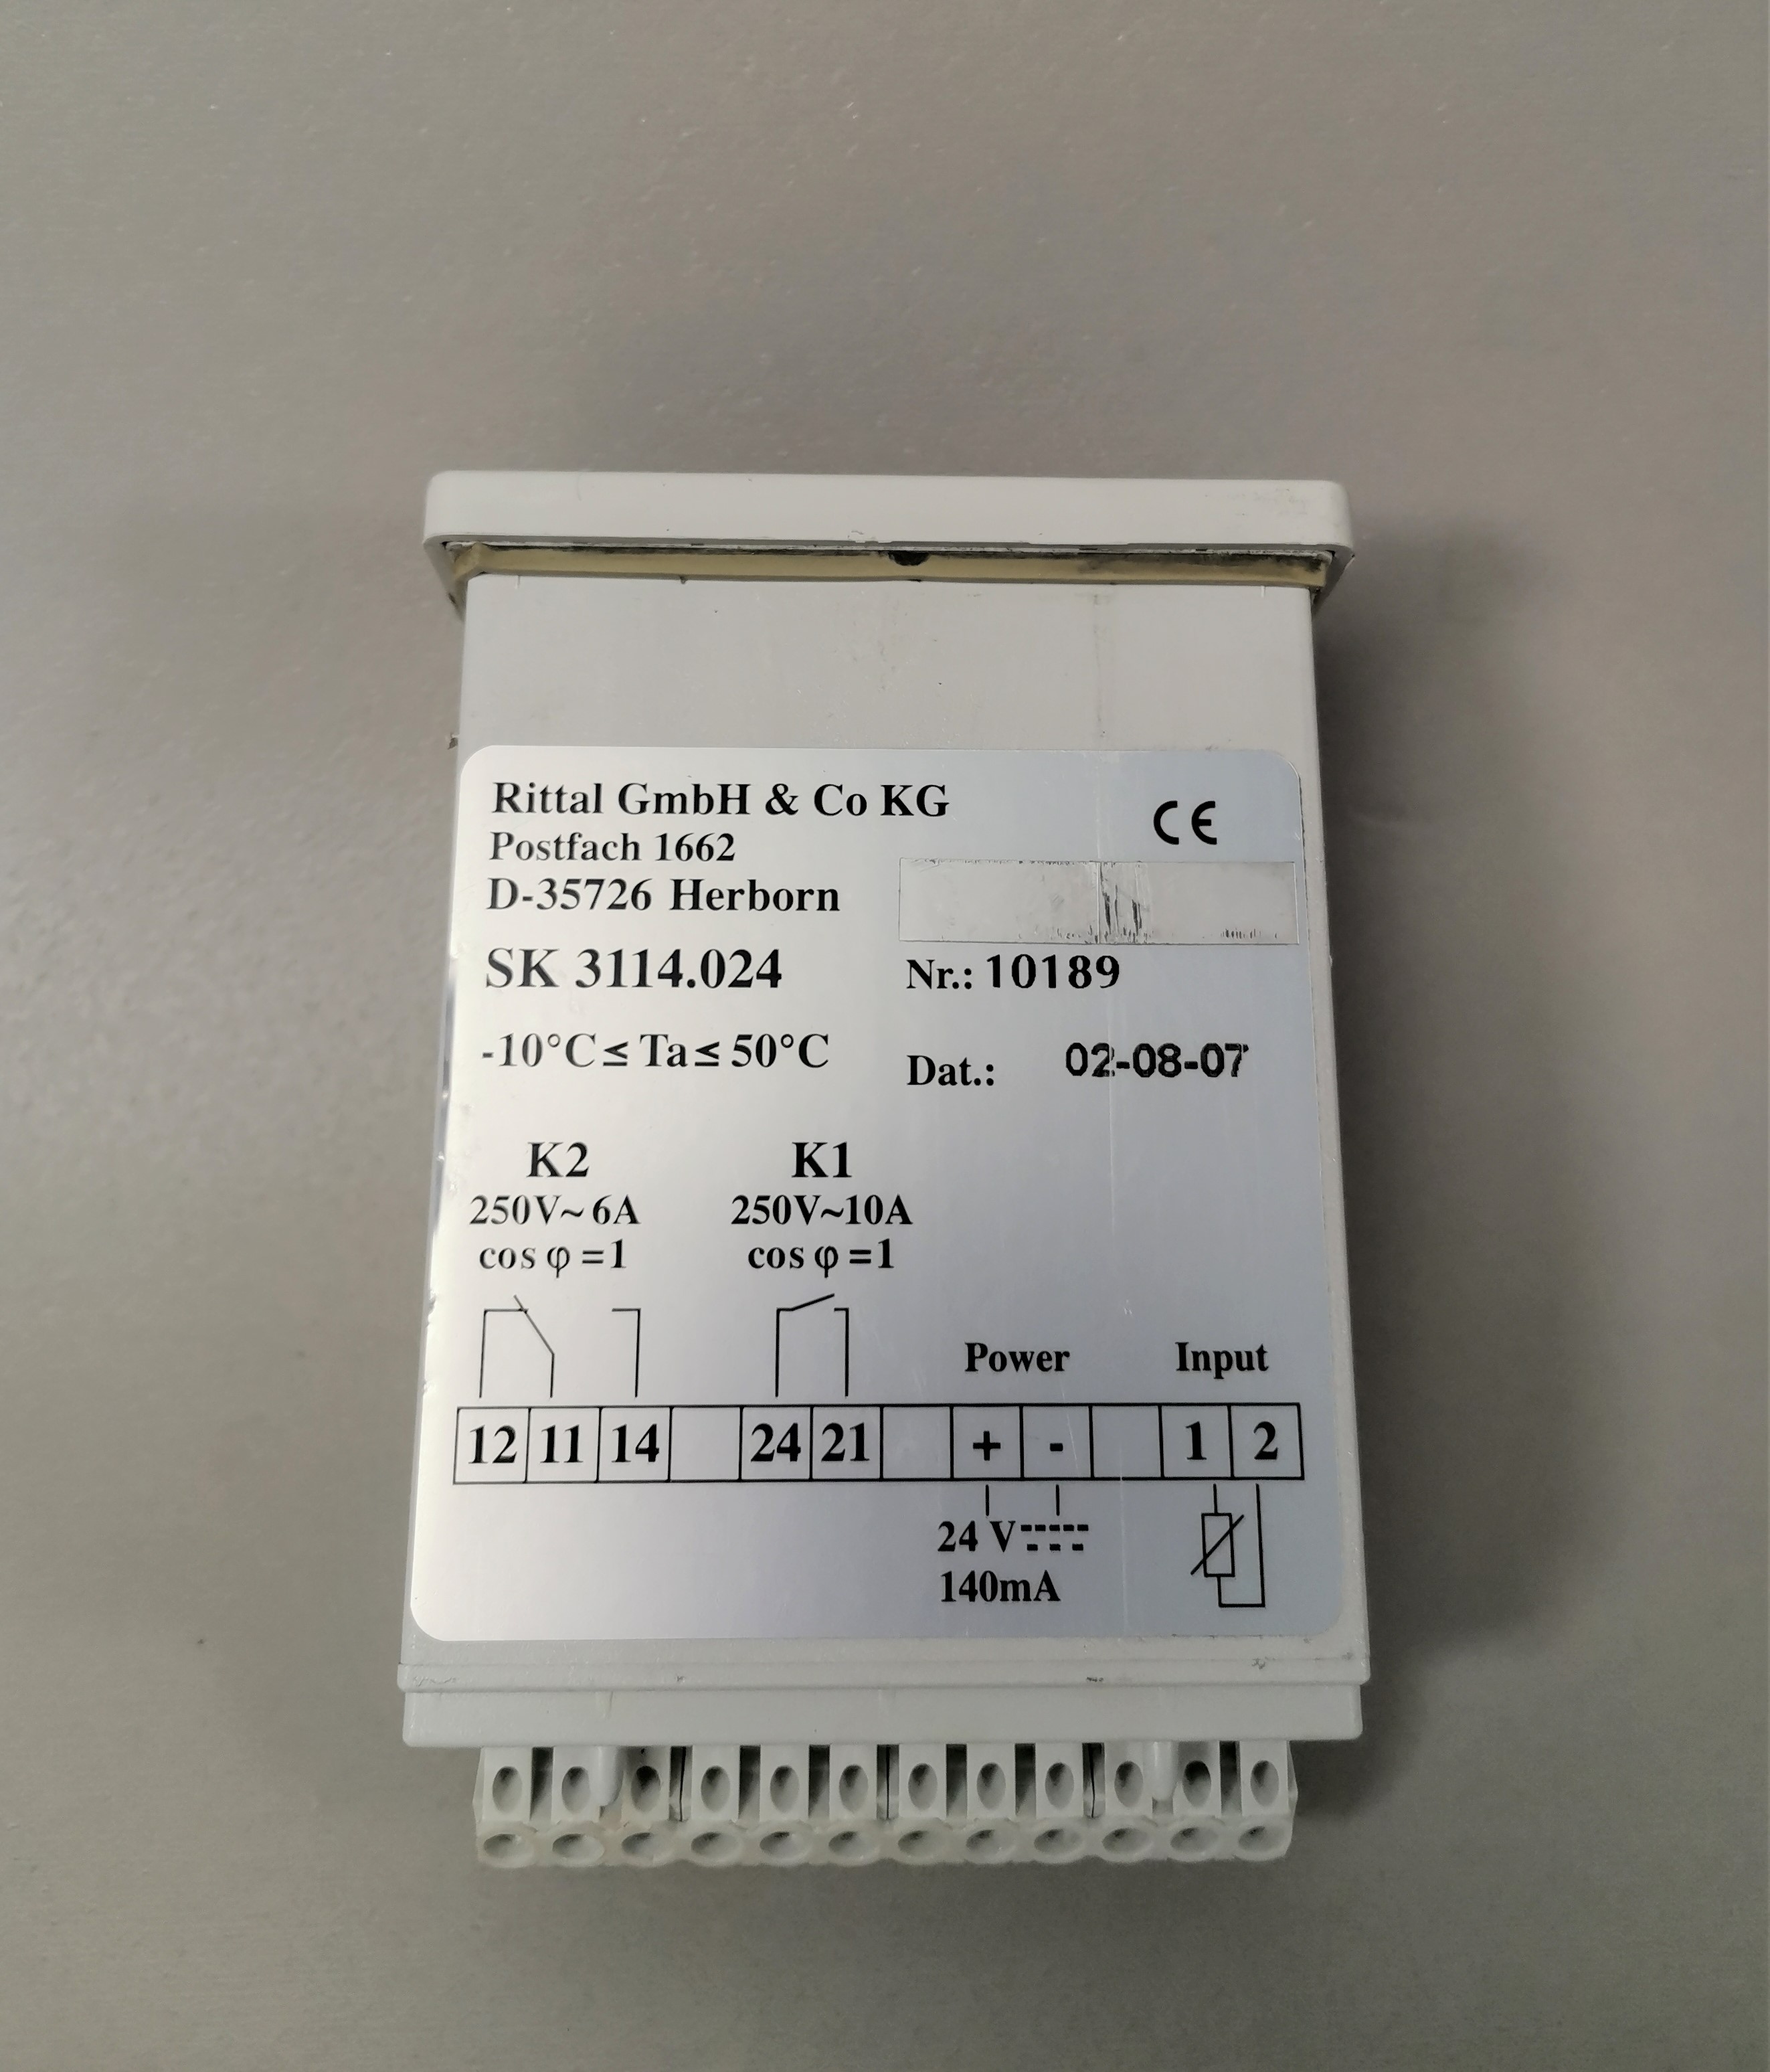 Rittal GmbH & Co KG
CE
Postfach 1662
D-35726 Herborn
SK 3114.024
Nr.: 10189
-10°C ≤ Ta ≤ 50°C
Dat.: 02-08-07
K2
K1
250V~ 6A
250V~10A
cos φ =1
cos φ =1
Power
Input
12 11 14 24 21 + - 1 2
24 V
140mA